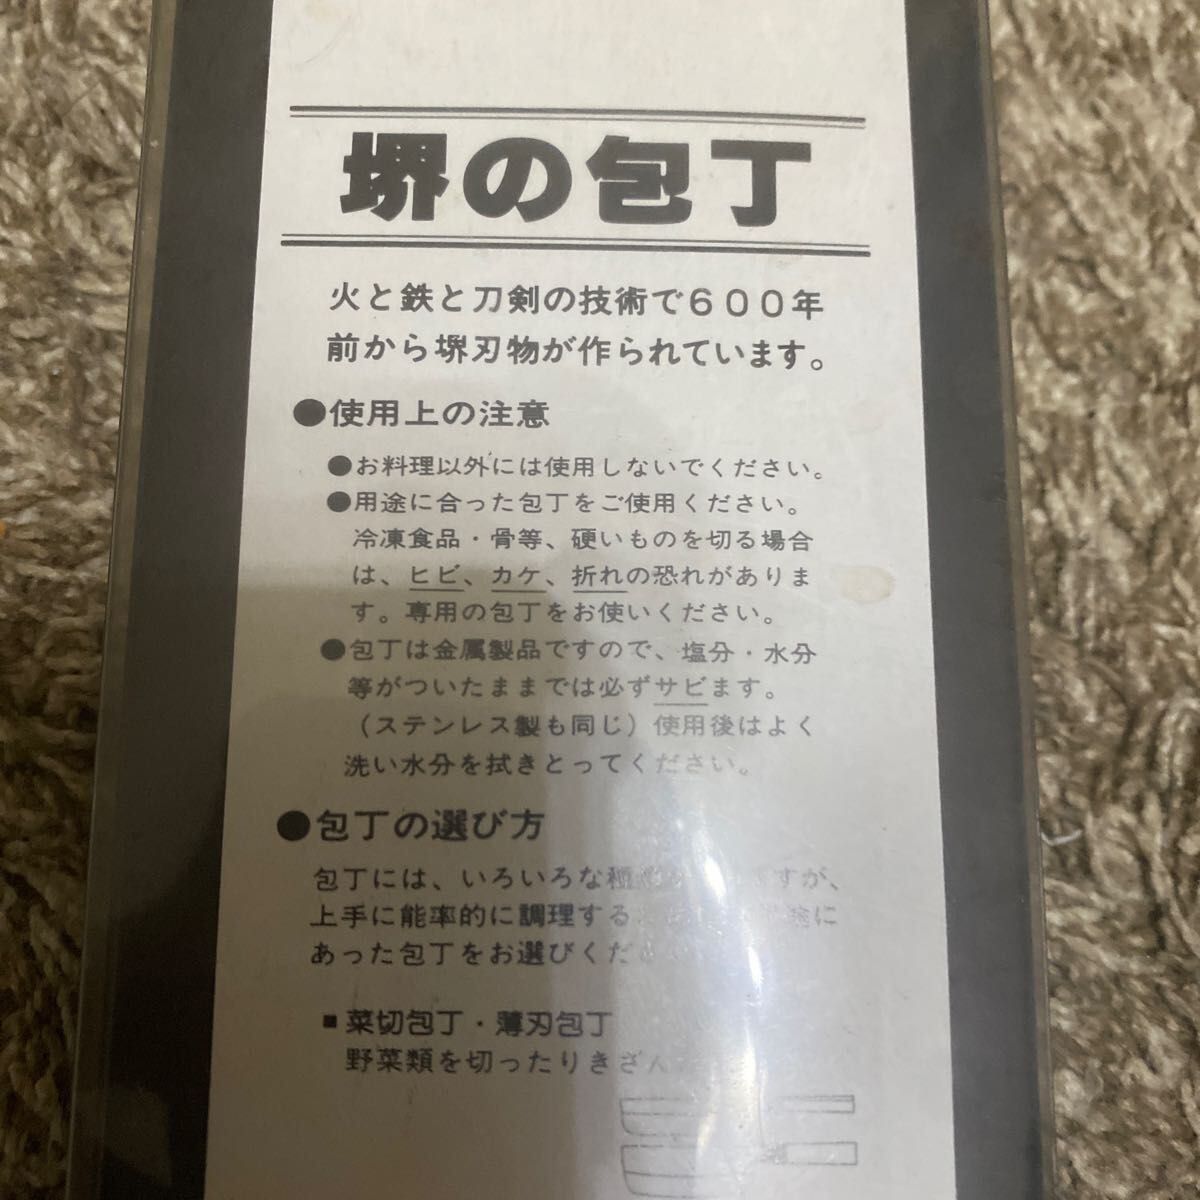 堺の包丁
火と鉄と刀剣の技術で600年
前から堺刃物が作られています。
●使用上の注意
●お料理以外には使用しないでください。
●用途に合った包丁をご使用ください。
冷凍食品・骨等、硬いものを切る場合
は、ヒビ、カケ、折れの恐れがありま
す。専用の包丁をお使いください。
●包丁は金属製品ですので、塩分・水分
等がついたままでは必ずサビます。
(ステンレス製も同じ)使用後はよく
洗い水分を拭きとってください。
●包丁の選び方
包丁には、いろいろな種 すが、
上手に能率的に調理する に
あった包丁をお選びくだ
■菜切包丁・薄刃包丁
野菜類を切ったりきざん